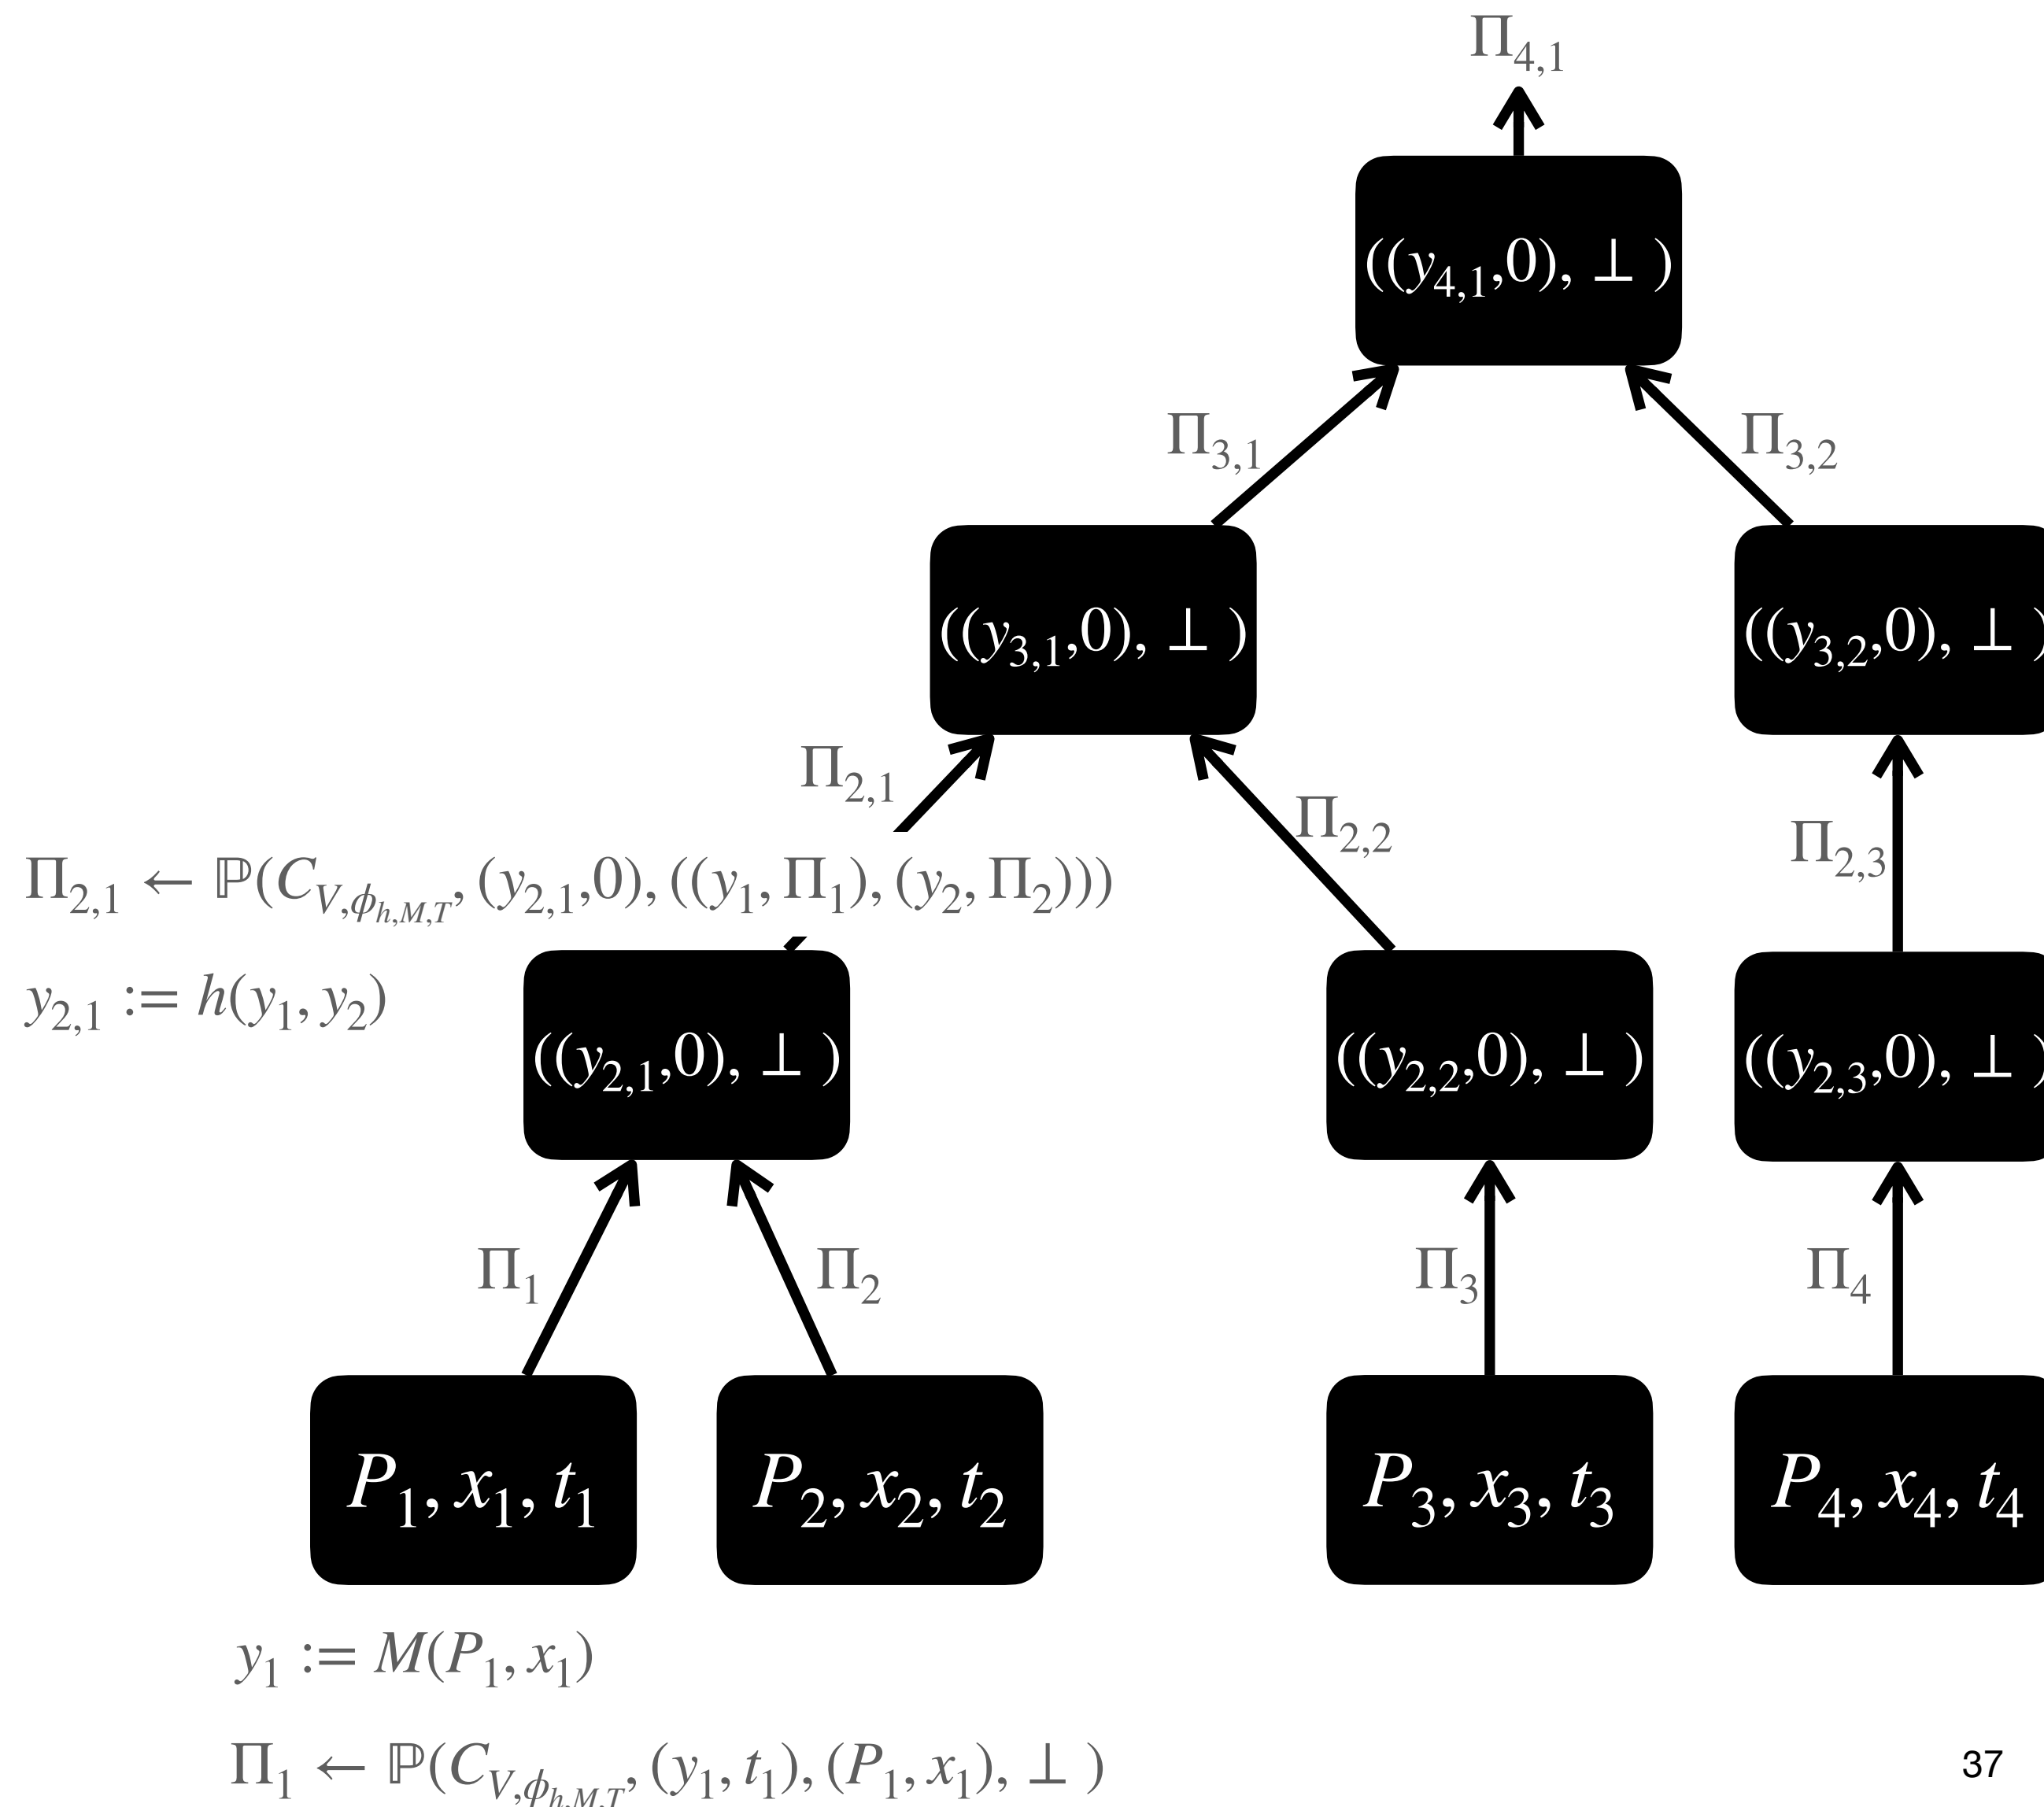 Π4,1
((y4,1,0), ⊥ )
Π3,1
Π3,2
((y3,1,0), ⊥ )
((y3,2,0), ⊥ )
Π2,1
Π2,2
Π2,3
Π2,1 ← ℙ(CV,ϕh,M,T, (y2,1,0), ((y1, Π1), (y2, Π2))))
y2,1 := h(y1, y2)
((y2,1,0), ⊥ )
((y2,2,0), ⊥ )
((y2,3,0), ⊥ )
Π1
Π2
Π3
Π4
P1, x1, t1
P2, x2, t2
P3, x3, t3
P4, x4, t4
y1 := M(P1, x1)
Π1 ← ℙ(CV,ϕh,M,T, (y1, t1), (P1, x1), ⊥ )
37